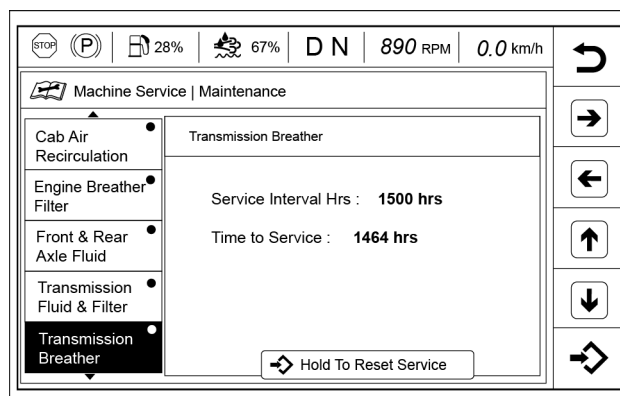 STOP P 28% 67% D N 890 RPM 0.0 km/h
Machine Service | Maintenance
Cab Air
Recirculation
Engine Breather
Filter
Front & Rear
Axle Fluid
Transmission
Fluid & Filter
Transmission
Breather
Transmission Breather
Service Interval Hrs : 1500 hrs
Time to Service : 1464 hrs
Hold To Reset Service